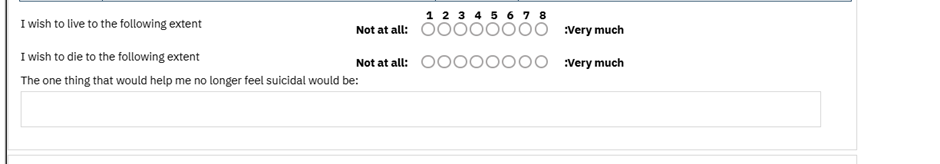 1 2 3 4 5 6 7 8
I wish to live to the following extent Not at all: :Very much
I wish to die to the following extent Not at all: :Very much
The one thing that would help me no longer feel suicidal would be: